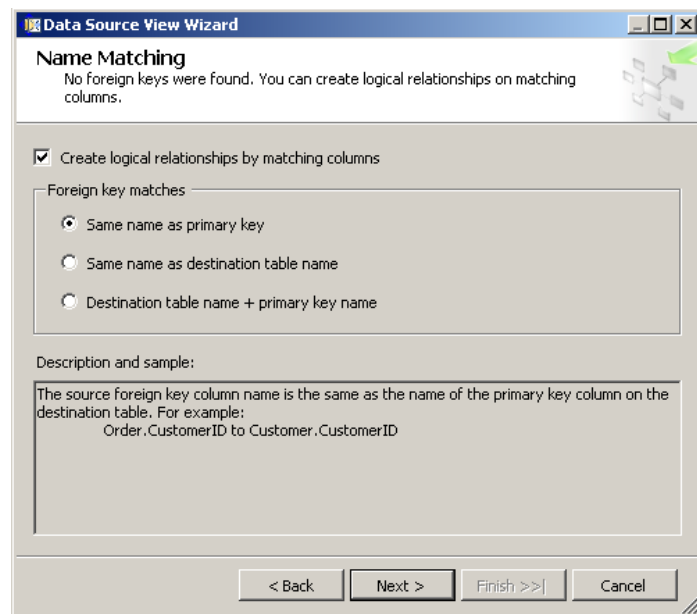 Data Source View Wizard
Name Matching
No foreign keys were found. You can create logical relationships on matching
columns.
Create logical relationships by matching columns
Foreign key matches
Same name as primary key
Same name as destination table name
Destination table name + primary key name
Description and sample:
The source foreign key column name is the same as the name of the primary key column on the
destination table. For example:
Order.CustomerID to Customer.CustomerID
< Back
Next >
Finish >>|
Cancel